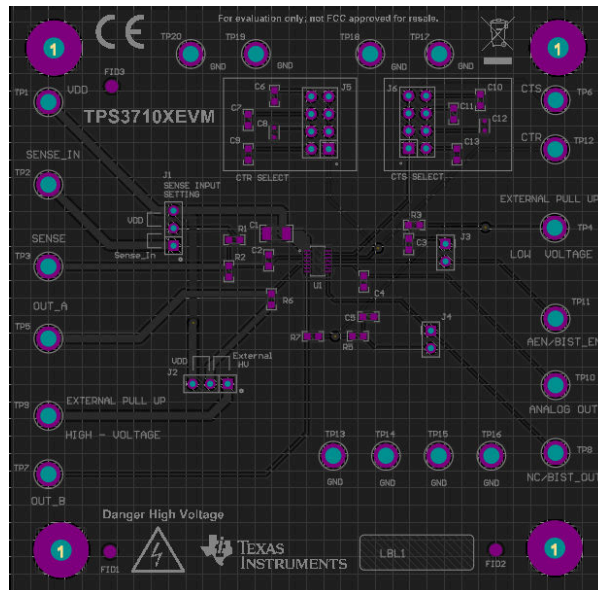 For evaluation only; not FCC approved for resale.
1
1
TP20
TP19
TP18
TP17
GND
GND
GND
GND
FID3
TP1
VDD
TPS3710XEVM
C6
J5
J6
C10
CTS
TP6
C7
C11
C8
C12
C9
C13
CTR
TP12
SENSE_IN
TP2
J1
SENSE INPUT
SETTING
CTR SELECT
CTS SELECT
EXTERNAL PULL UP
VDD
R1
C1
R3
TP4
SENSE
Sense_In
C2
C3
J3
LOW VOLTAGE
TP3
R2
U1
OUT_A
R6
C4
TP11
TP5
C5
J4
AEN/BIST_EN
R7
R5
VDD
External
HV
J2
TP10
EXTERNAL PULL UP
ANALOG OUT
TP9
HIGH - VOLTAGE
TP13
TP14
TP15
TP16
TP8
TP7
GND
GND
GND
GND
NC/BIST_OUT
OUT_B
Danger High Voltage
1
1
TEXAS
INSTRUMENTS
LBL1
FID1
FID2